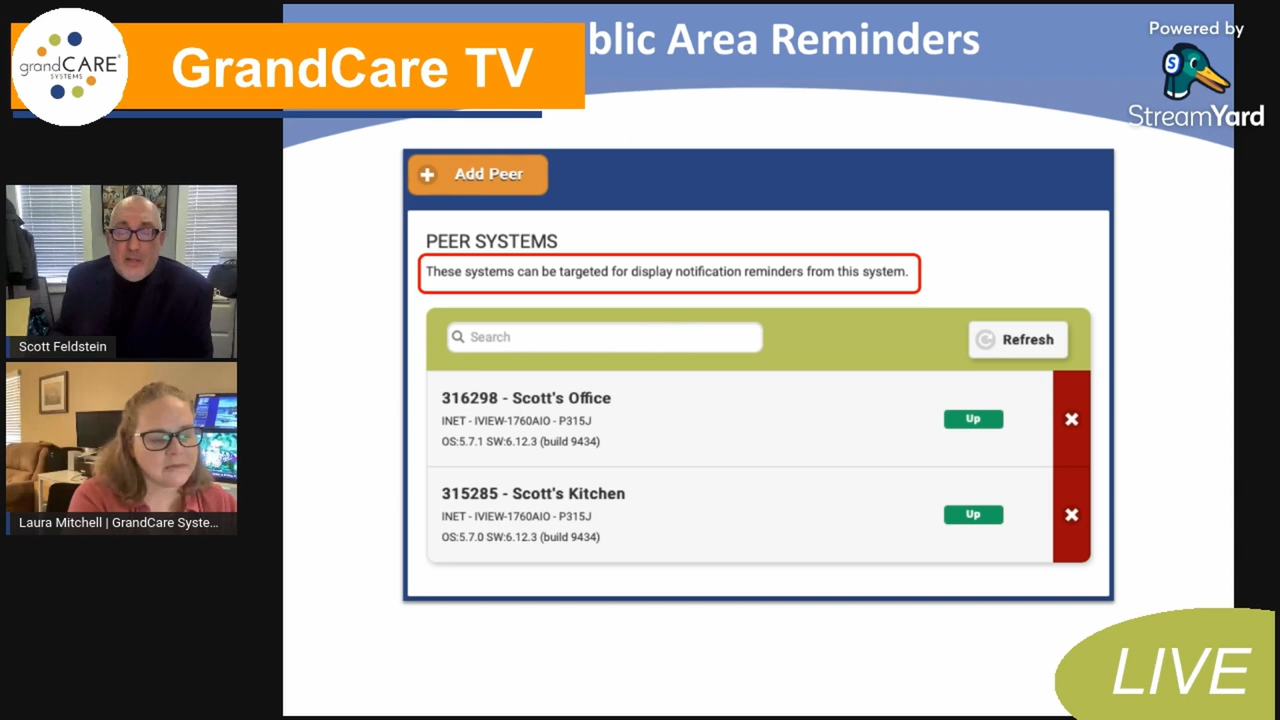 grandCARE®
SYSTEMS
GrandCare TV
blic Area Reminders
Powered by
S
StreamYard
Add Peer
PEER SYSTEMS
These systems can be targeted for display notification reminders from this system.
Search
Refresh
316298 - Scott's Office
INET - IVIEW-1760AIO - P315J
OS:5.7.1 SW:6.12.3 (build 9434)
Up
315285 - Scott's Kitchen
INET - IVIEW-1760AIO - P315J
OS:5.7.0 SW:6.12.3 (build 9434)
Up
Scott Feldstein
Laura Mitchell | GrandCare Syste...
LIVE